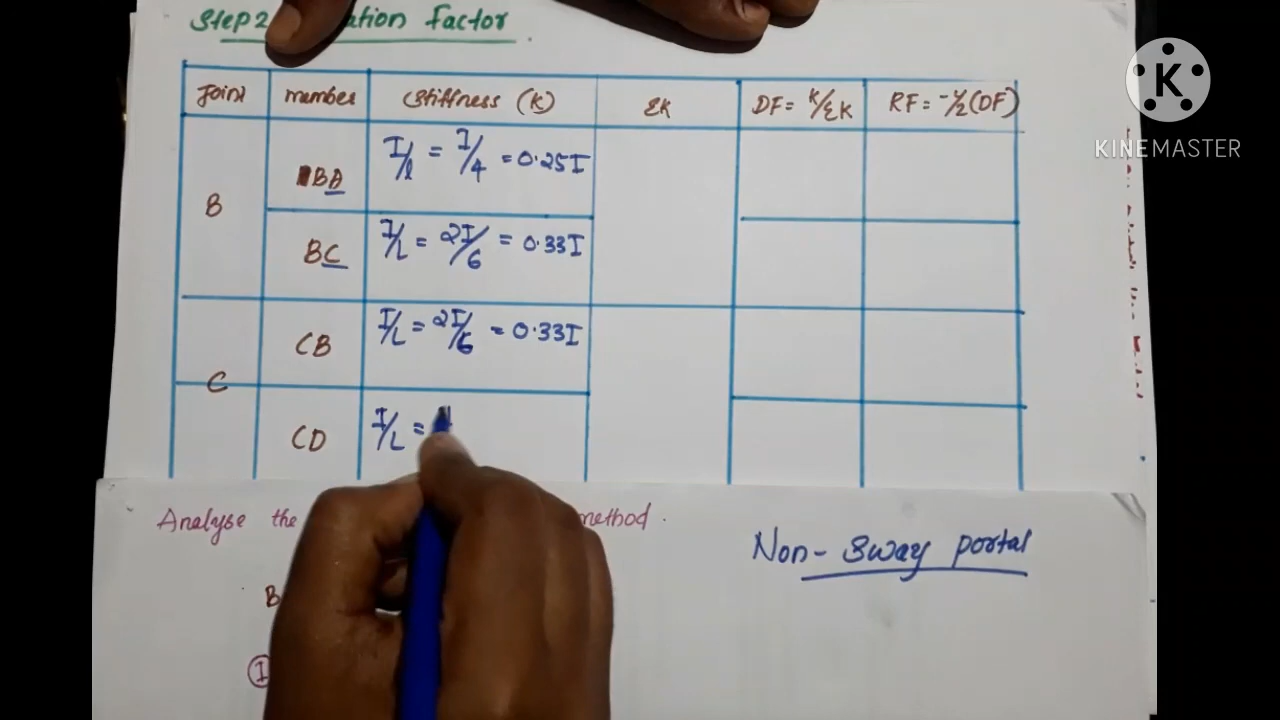 Step2 ation Factor
Joint member Stiffness (K) ΣK DF = K/ΣK RF = -1/2(DF)
B BA I/l = I/4 = 0.25I
BC I/L = 2I/6 = 0.33I
C CB I/L = 2I/6 = 0.33I
CD I/L =
Analyse the method.
Non-Sway portal
B
I
K
KINEMASTER